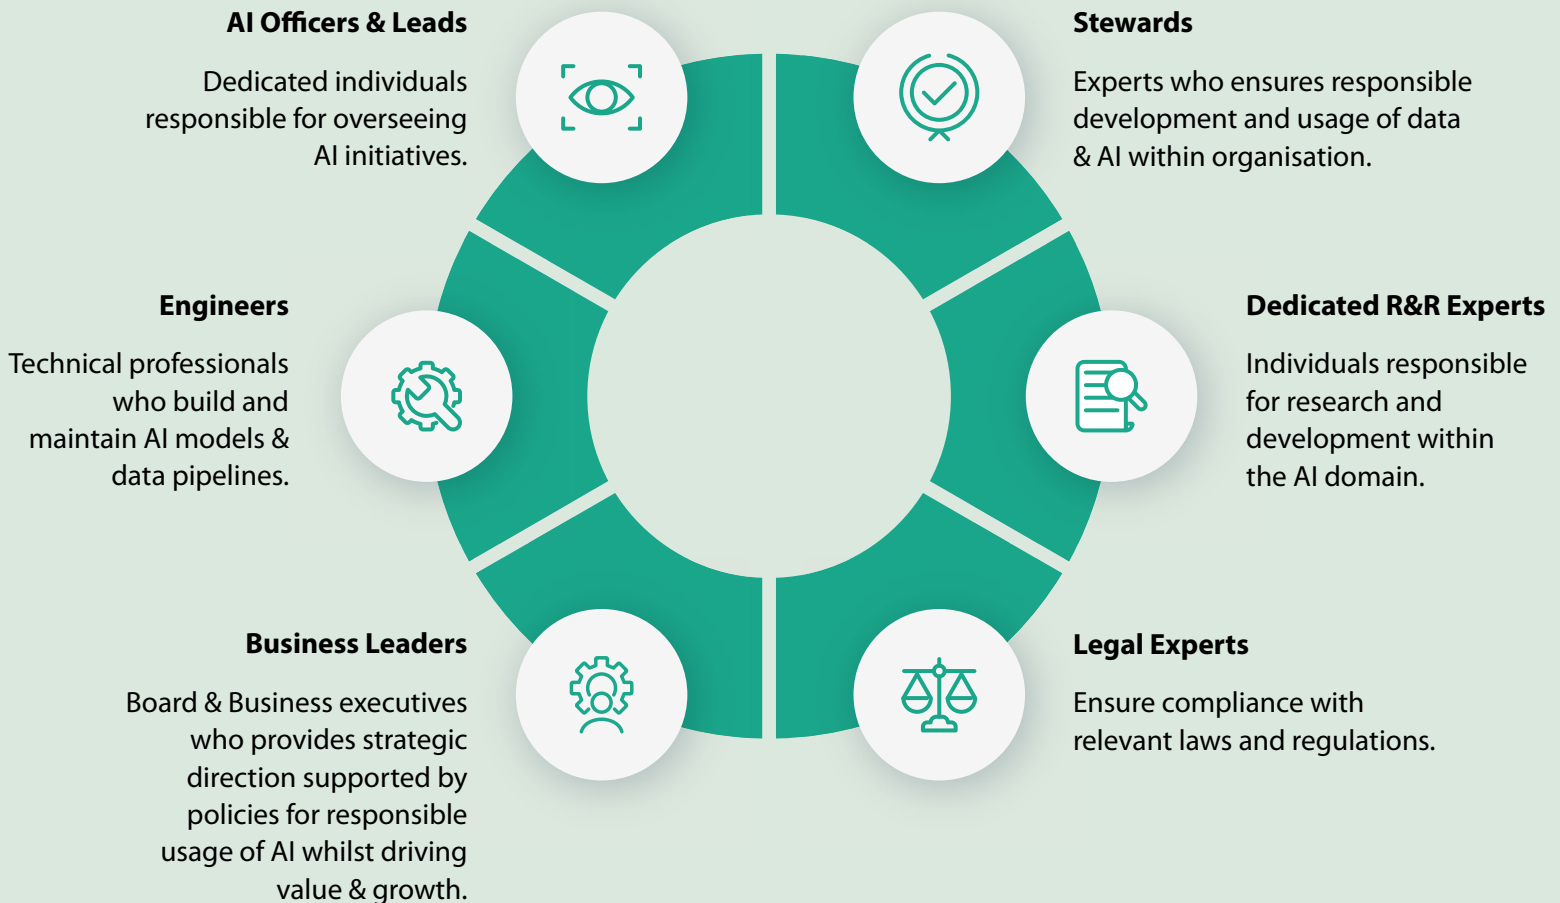 AI Officers & Leads
Dedicated individuals
responsible for overseeing
AI initiatives.
Stewards
Experts who ensures responsible
development and usage of data
& AI within organisation.
Engineers
Technical professionals
who build and
maintain AI models &
data pipelines.
Dedicated R&R Experts
Individuals responsible
for research and
development within
the AI domain.
Business Leaders
Board & Business executives
who provides strategic
direction supported by
policies for responsible
usage of AI whilst driving
value & growth.
Legal Experts
Ensure compliance with
relevant laws and regulations.